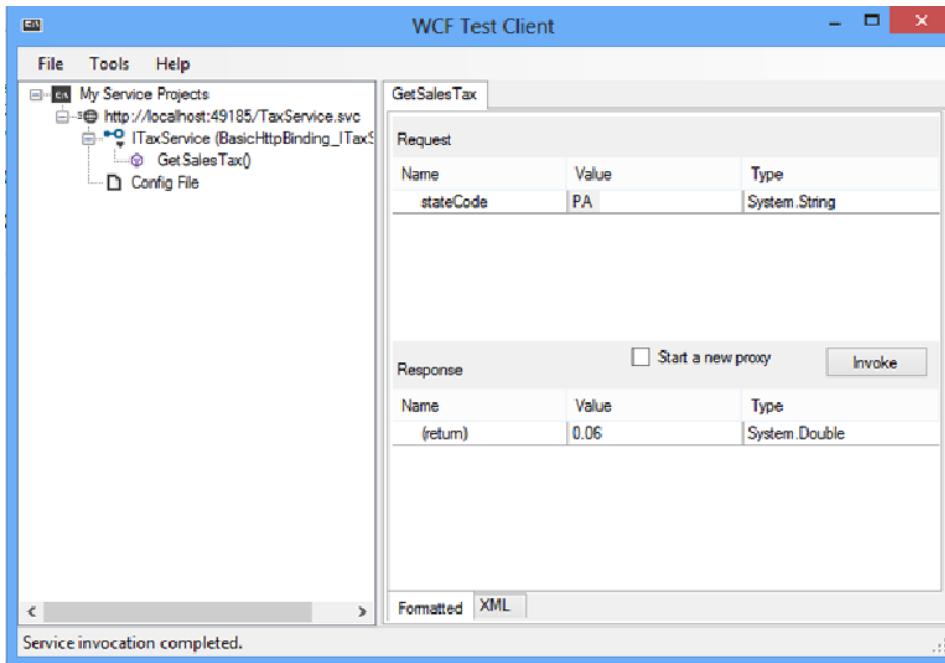 WCF Test Client
File Tools Help
My Service Projects
http://localhost:49185/TaxService.svc
ITaxService (BasicHttpBinding_ITaxS
GetSalesTax()
Config File
GetSalesTax
Request
Name Value Type
stateCode PA System.String
Response Start a new proxy Invoke
Name Value Type
(return) 0.06 System.Double
Formatted XML
Service invocation completed.